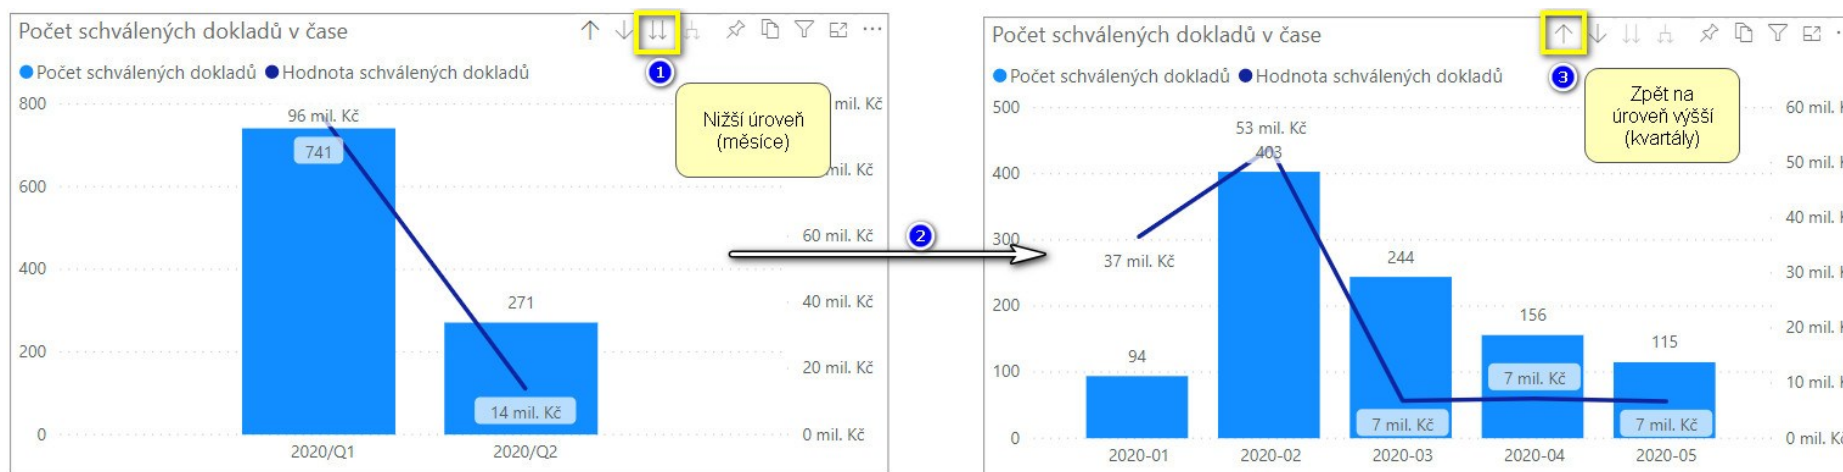 Počet schválených dokladů v čase
Počet schválených dokladů Hodnota schválených dokladů
1
Nižší úroveň
(měsíce)
800
600
400
200
0
96 mil. Kč
741
271
14 mil. Kč
mil. Kč
mil. Kč
60 mil. Kč
40 mil. Kč
20 mil. Kč
0 mil. Kč
2020/Q1 2020/Q2
2
Počet schválených dokladů v čase
Počet schválených dokladů Hodnota schválených dokladů
3
Zpět na
úroveň výšší
(kvartály)
500
400
300
200
100
0
37 mil. Kč
53 mil. Kč
403
94
244
156
115
7 mil. Kč
7 mil. Kč
7 mil. Kč
60 mil. K
50 mil. K
40 mil. K
30 mil. K
20 mil. K
10 mil. K
0 mil. Kč
2020-01 2020-02 2020-03 2020-04 2020-05